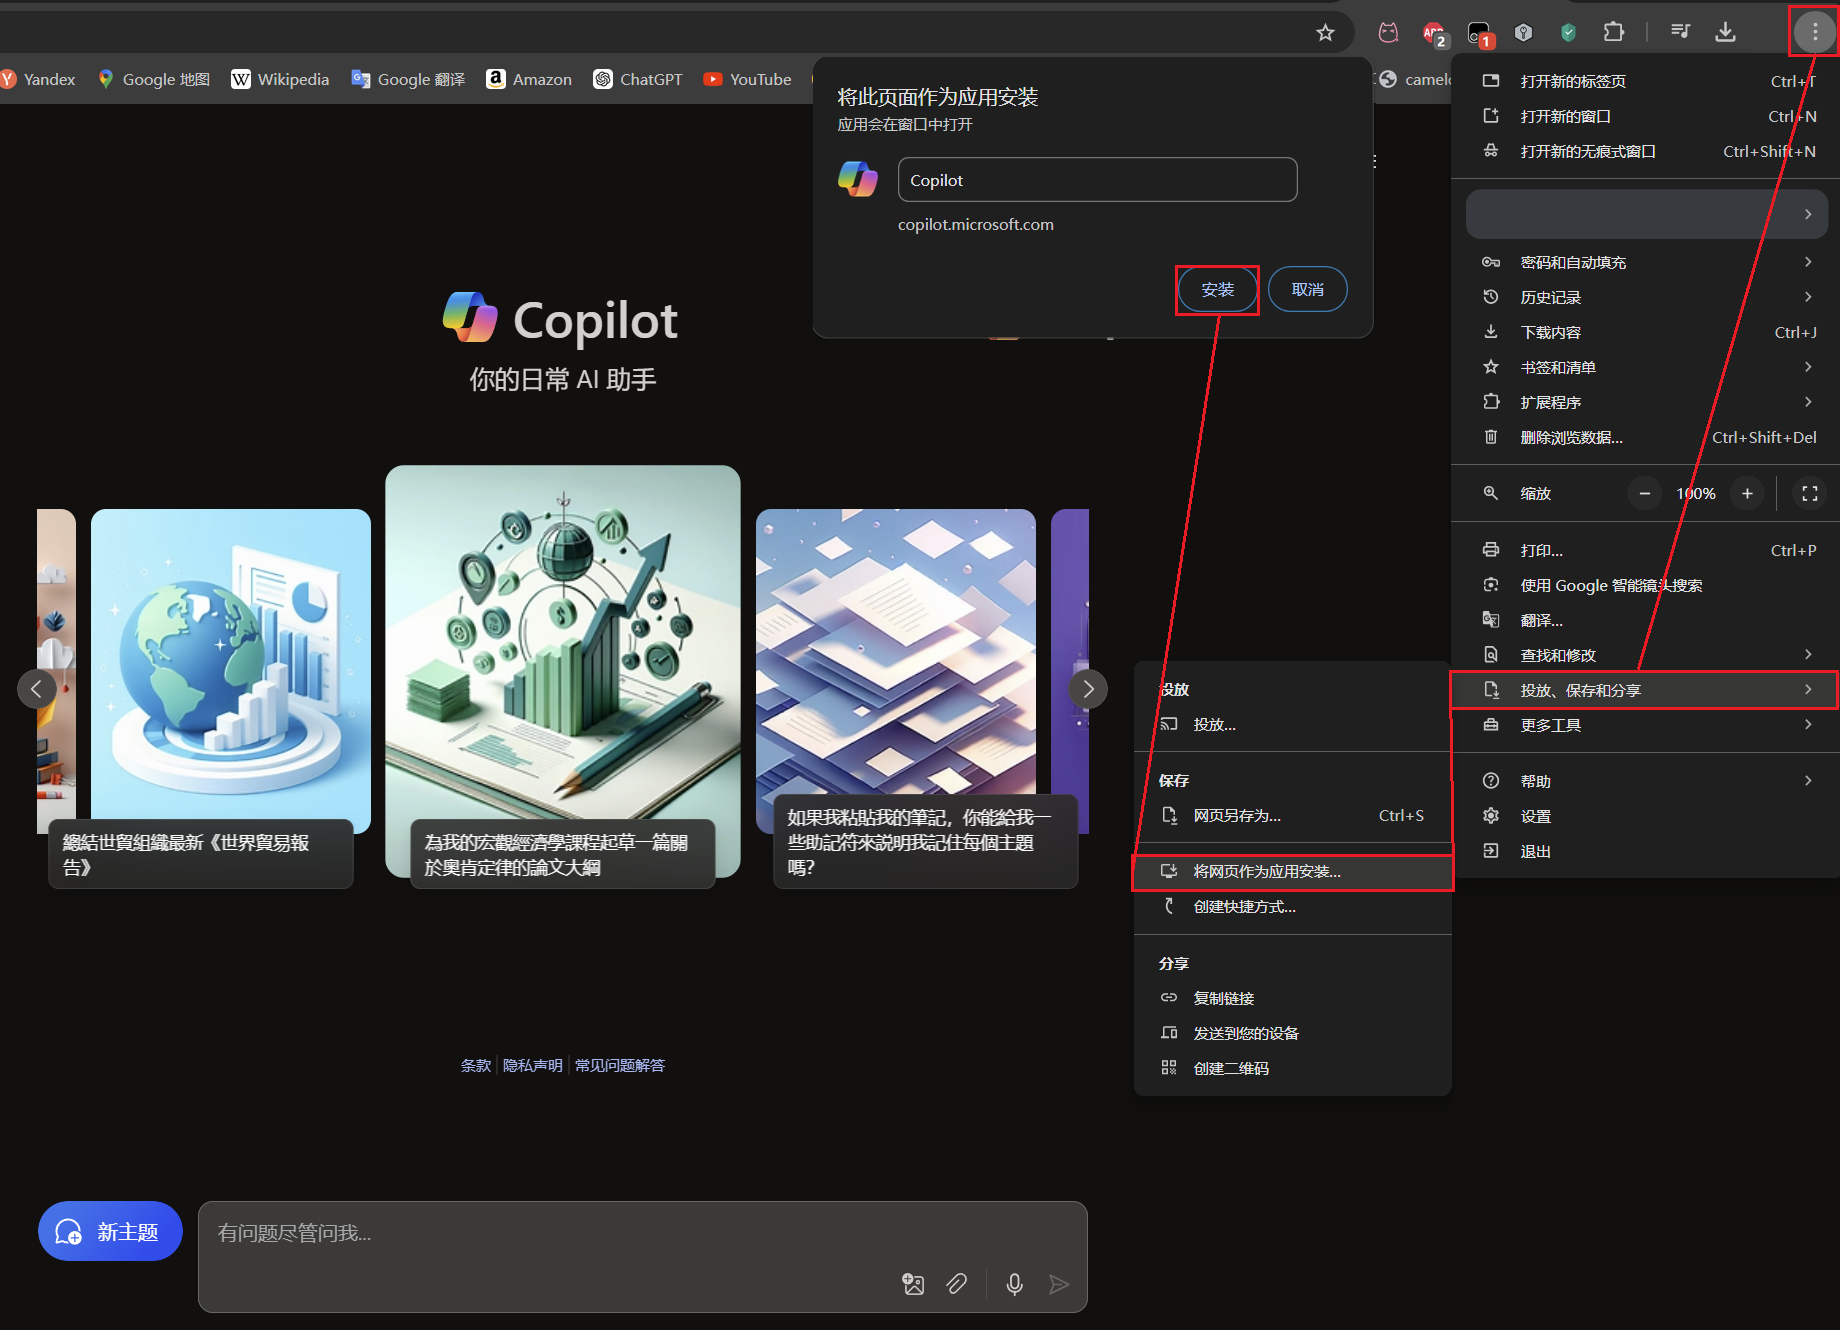 Yandex
Google 地图
Wikipedia
Google 翻译
Amazon
ChatGPT
YouTube
ABP
2
1
将此页面作为应用安装
应用会在窗口中打开
Copilot
copilot.microsoft.com
安装
取消
打开新的标签页 Ctrl+T
打开新的窗口 Ctrl+N
打开新的无痕式窗口 Ctrl+Shift+N
密码和自动填充
历史记录
下载内容 Ctrl+J
书签和清单
扩展程序
删除浏览数据... Ctrl+Shift+Del
缩放 − 100% +
打印... Ctrl+P
使用 Google 智能镜头搜索
翻译...
查找和修改
投放、保存和分享
更多工具
帮助
设置
退出
投放
投放...
保存
网页另存为... Ctrl+S
将网页作为应用安装...
创建快捷方式...
分享
复制链接
发送到您的设备
创建二维码
Copilot
你的日常 AI 助手
總結世貿組織最新《世界貿易報
告》
為我的宏觀經濟學課程起草一篇關
於奧肯定律的論文大綱
如果我粘貼我的筆記，你能給我一
些助記符來説明我記住每個主題
嗎？
条款
隐私声明
常见问题解答
新主题
有问题尽管问我...